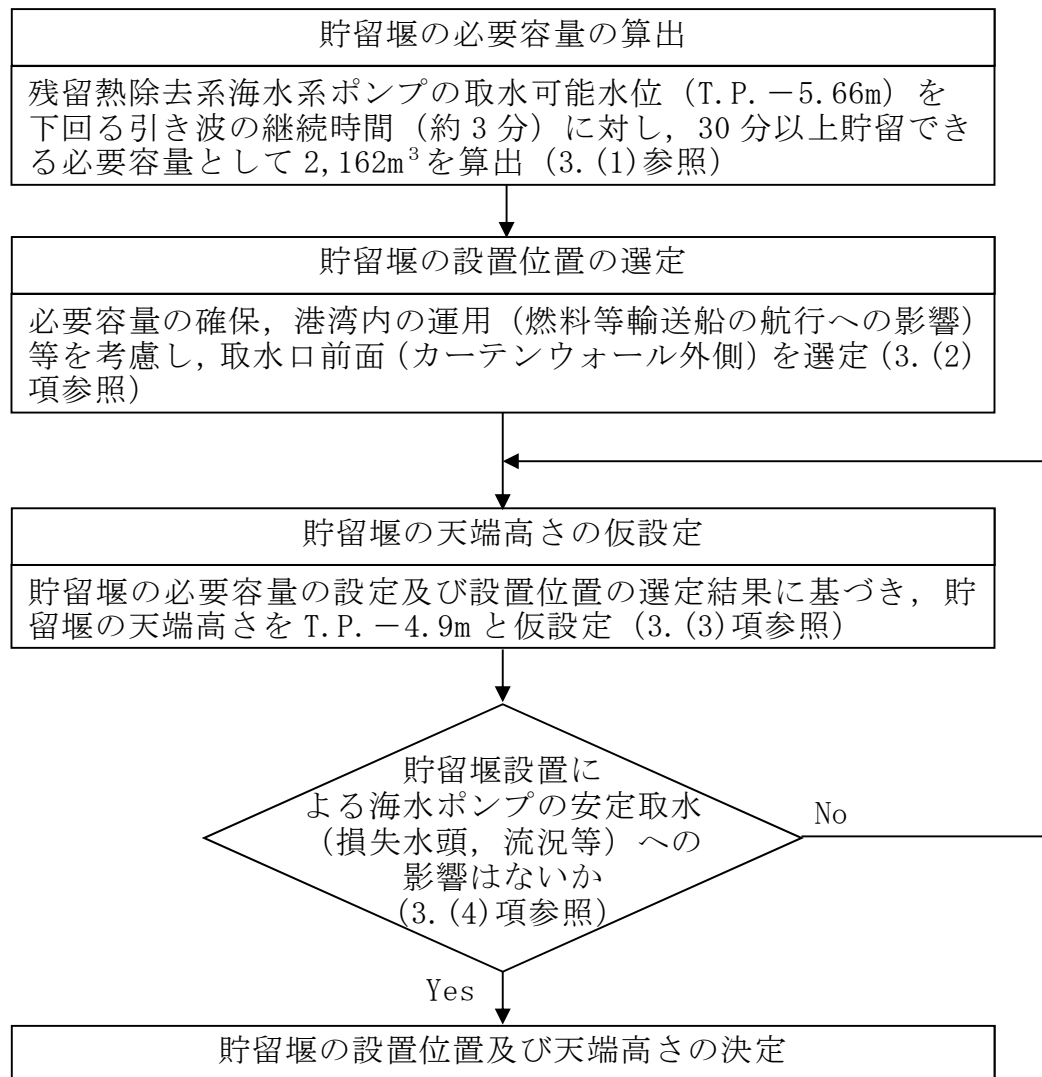 貯留堰の必要容量の算出
残留熱除去系海水系ポンプの取水可能水位（T.P.－5.66m）を
下回る引き波の継続時間（約3分）に対し，30分以上貯留でき
る必要容量として2,162m³を算出（3.(1)参照）
貯留堰の設置位置の選定
必要容量の確保，港湾内の運用（燃料等輸送船の航行への影響）
等を考慮し，取水口前面（カーテンウォール外側）を選定（3.(2)
項参照）
貯留堰の天端高さの仮設定
貯留堰の必要容量の設定及び設置位置の選定結果に基づき，貯
留堰の天端高さをT.P.－4.9mと仮設定（3.(3)項参照）
貯留堰設置に
よる海水ポンプの安定取水
（損失水頭，流況等）への
影響はないか
（3.(4)項参照）
No
Yes
貯留堰の設置位置及び天端高さの決定